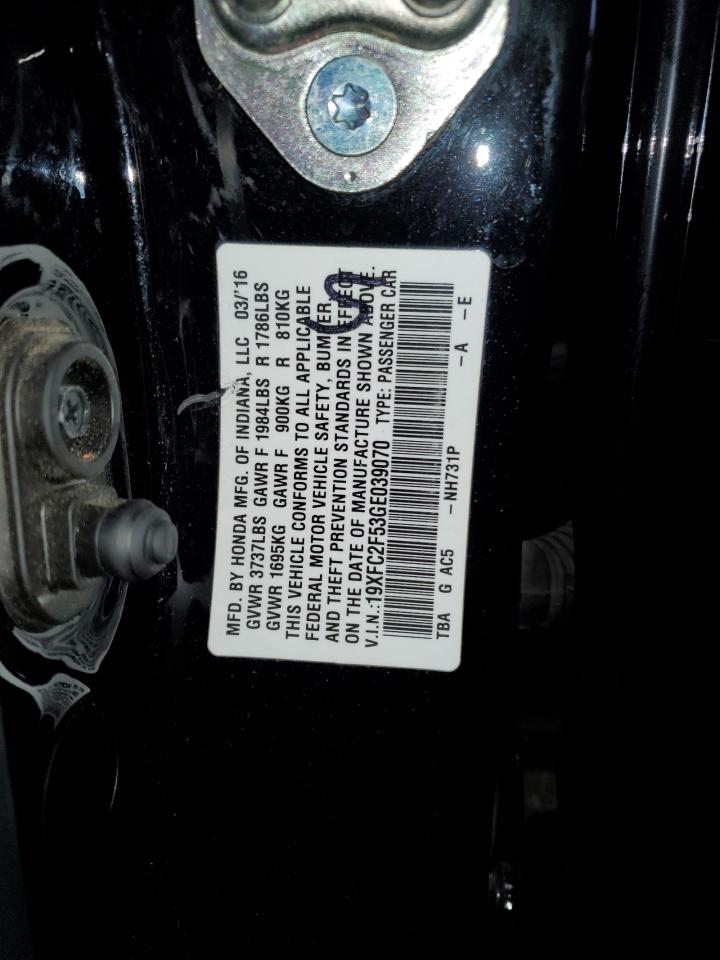 MFD. BY HONDA MFG. OF INDIANA, LLC 03/'16
GVWR 3737LBS GAWR F 1984LBS R 1786LBS
GVWR 1695KG GAWR F 900KG R 810KG
THIS VEHICLE CONFORMS TO ALL APPLICABLE
FEDERAL MOTOR VEHICLE SAFETY, BUMPER
AND THEFT PREVENTION STANDARDS IN EFFECT
ON THE DATE OF MANUFACTURE SHOWN ABOVE.
V.I.N.:19XFC2F53GE039070 TYPE: PASSENGER CAR
TBA G AC5 -NH731P -A -E